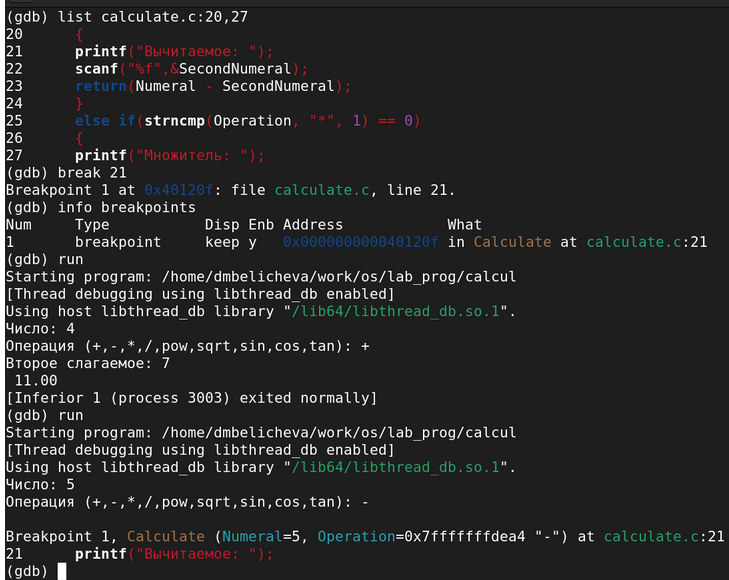 (gdb) list calculate.c:20,27
20      {
21      printf("Вычитаемое: ");
22      scanf("%f",&SecondNumeral);
23      return(Numeral - SecondNumeral);
24      }
25      else if(strncmp(Operation, "*", 1) == 0)
26      {
27      printf("Множитель: ");
(gdb) break 21
Breakpoint 1 at 0x40120f: file calculate.c, line 21.
(gdb) info breakpoints
Num     Type           Disp Enb Address            What
1       breakpoint     keep y   0x000000000040120f in Calculate at calculate.c:21
(gdb) run
Starting program: /home/dmbelicheva/work/os/lab_prog/calcul
[Thread debugging using libthread_db enabled]
Using host libthread_db library "/lib64/libthread_db.so.1".
Число: 4
Операция (+,-,*,/,pow,sqrt,sin,cos,tan): +
Второе слагаемое: 7
 11.00
[Inferior 1 (process 3003) exited normally]
(gdb) run
Starting program: /home/dmbelicheva/work/os/lab_prog/calcul
[Thread debugging using libthread_db enabled]
Using host libthread_db library "/lib64/libthread_db.so.1".
Число: 5
Операция (+,-,*,/,pow,sqrt,sin,cos,tan): -

Breakpoint 1, Calculate (Numeral=5, Operation=0x7fffffffdea4 "-") at calculate.c:21
21      printf("Вычитаемое: ");
(gdb)